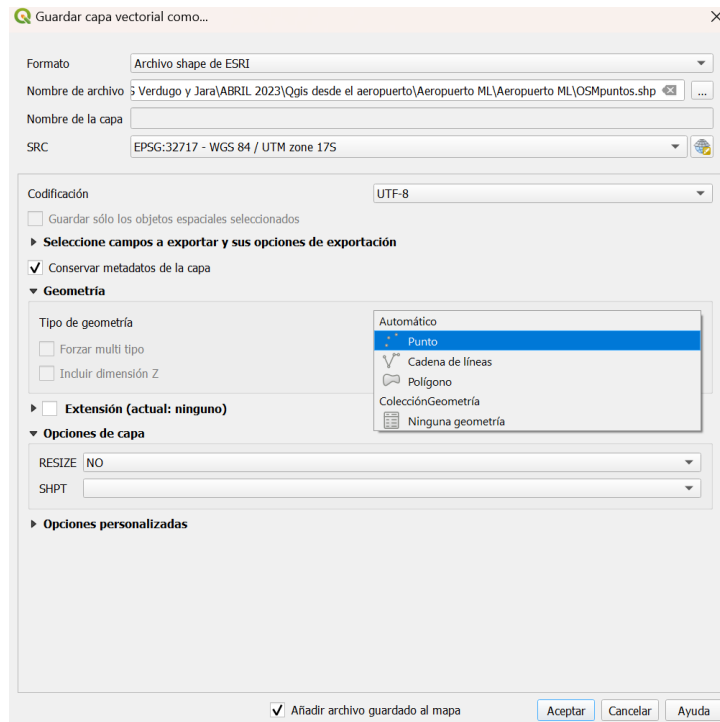 Guardar capa vectorial como...
Formato Archivo shape de ESRI
Nombre de archivo Verdugo y Jara\ABRIL 2023\Qgis desde el aeropuerto\Aeropuerto ML\Aeropuerto ML\OSMpuntos.shp ...
Nombre de la capa
SRC EPSG:32717 - WGS 84 / UTM zone 17S
Codificación UTF-8
Guardar sólo los objetos espaciales seleccionados
Seleccione campos a exportar y sus opciones de exportación
Conservar metadatos de la capa
Geometría
Tipo de geometría
Automático
Punto
Forzar multi tipo
Cadena de líneas
Incluir dimensión Z
Polígono
ColecciónGeometría
Extensión (actual: ninguno)
Ninguna geometría
Opciones de capa
RESIZE NO
SHPT
Opciones personalizadas
Añadir archivo guardado al mapa Aceptar Cancelar Ayuda